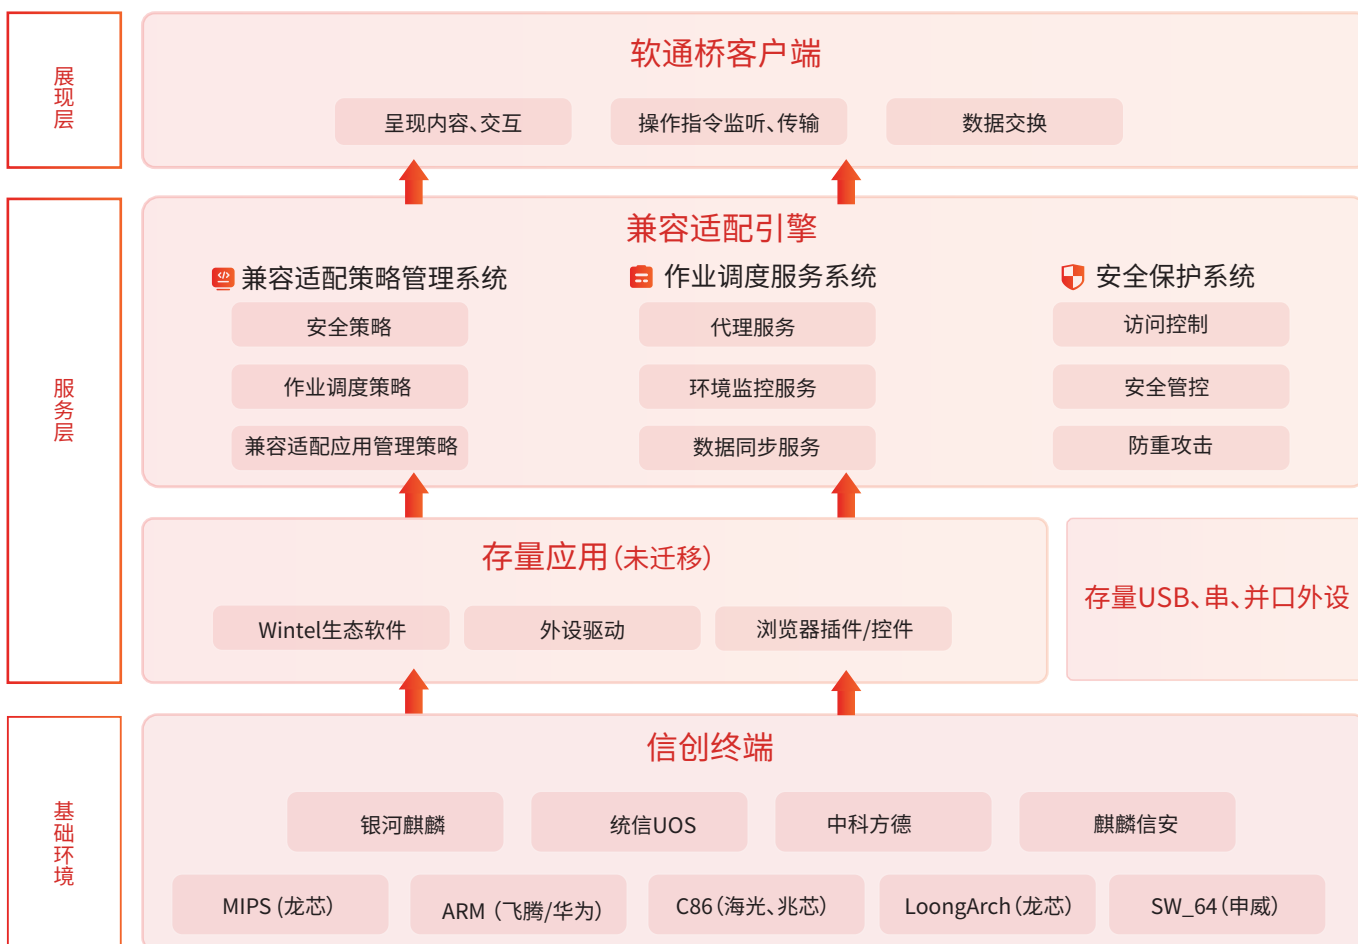 展现层
软通桥客户端
呈现内容、交互
操作指令监听、传输
数据交换
服务层
兼容适配引擎
兼容适配策略管理系统
作业调度服务系统
安全保护系统
安全策略
代理服务
访问控制
作业调度策略
环境监控服务
安全管控
兼容适配应用管理策略
数据同步服务
防重攻击
存量应用(未迁移)
存量USB、串、并口外设
Wintel生态软件
外设驱动
浏览器插件/控件
基础环境
信创终端
银河麒麟
统信UOS
中科方德
麒麟信安
MIPS (龙芯)
ARM (飞腾/华为)
C86(海光、兆芯)
LoongArch(龙芯)
SW_64(申威)